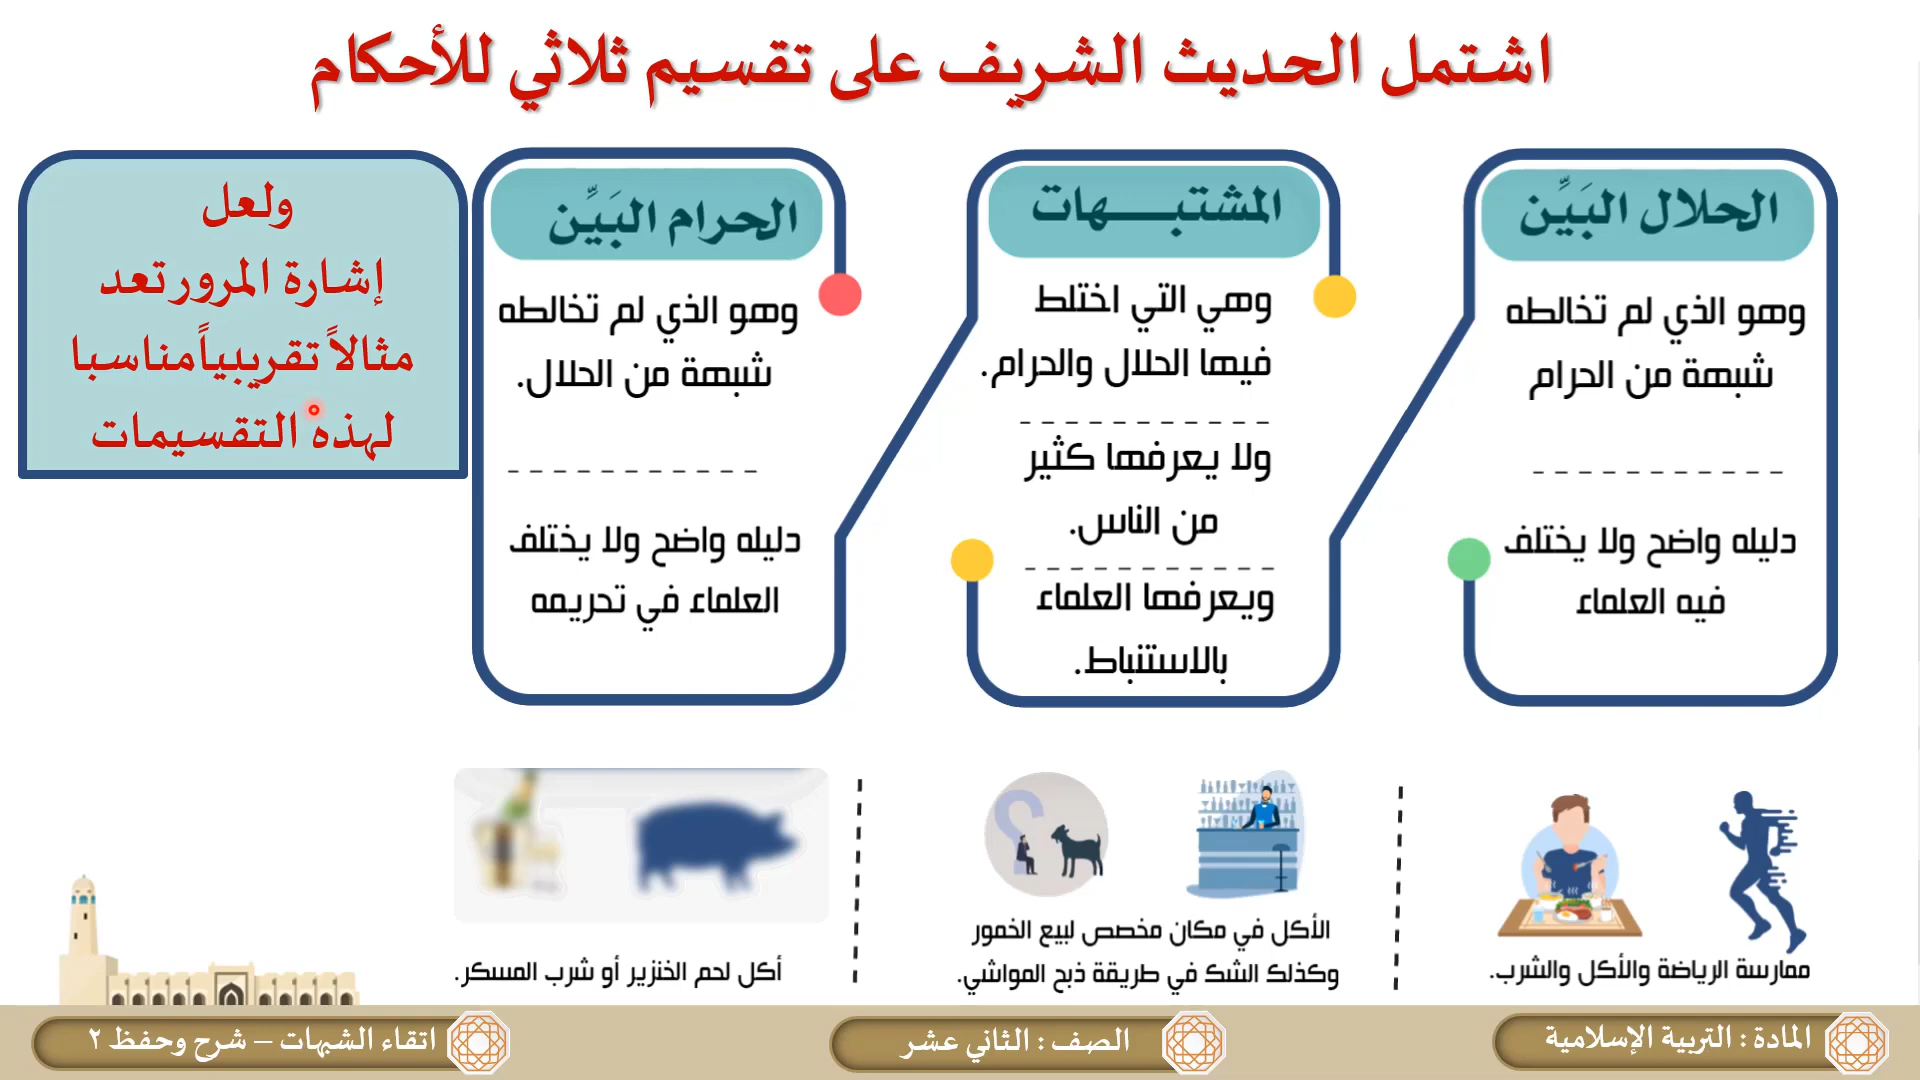 اشتمل الحديث الشريف على تقسيم ثلاثي للأحكام
الحلال البَيِّن
وهو الذي لم تخالطه
شبهة من الحرام
دليله واضح ولا يختلف
فيه العلماء
المشتبــهات
وهي التي اختلط
فيها الحلال والحرام.
ولا يعرفها كثير
من الناس.
ويعرفها العلماء
بالاستنباط.
الحرام البَيِّن
وهو الذي لم تخالطه
شبهة من الحلال.
دليله واضح ولا يختلف
العلماء في تحريمه
ولعل
إشارة المرور تعد
مثالاً تقريبياً مناسبا
لهذه التقسيمات
ممارسة الرياضة والأكل والشرب.
الأكل في مكان مخصص لبيع الخمور
وكذلك الشك في طريقة ذبح المواشي.
أكل لحم الخنزير أو شرب المسكر.
المادة : التربية الإسلامية
الصف : الثاني عشر
اتقاء الشبهات – شرح وحفظ ٢